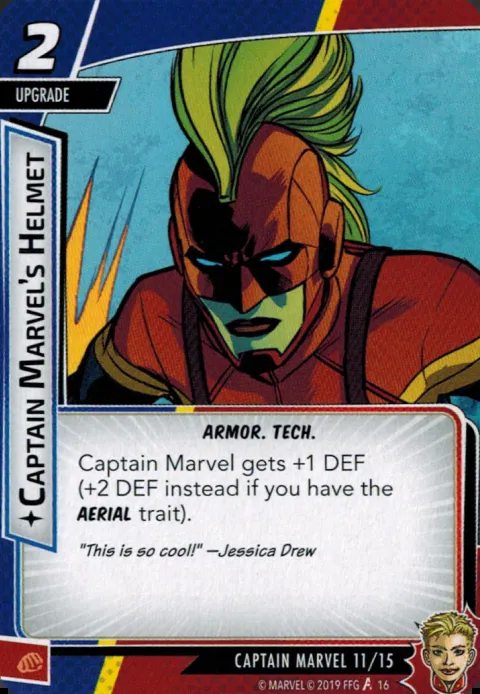 2
UPGRADE
CAPTAIN MARVEL'S HELMET
ARMOR. TECH.
Captain Marvel gets +1 DEF
(+2 DEF instead if you have the
AERIAL trait).
"This is so cool!" —Jessica Drew
CAPTAIN MARVEL 11/15
© MARVEL © 2019 FFG A 16